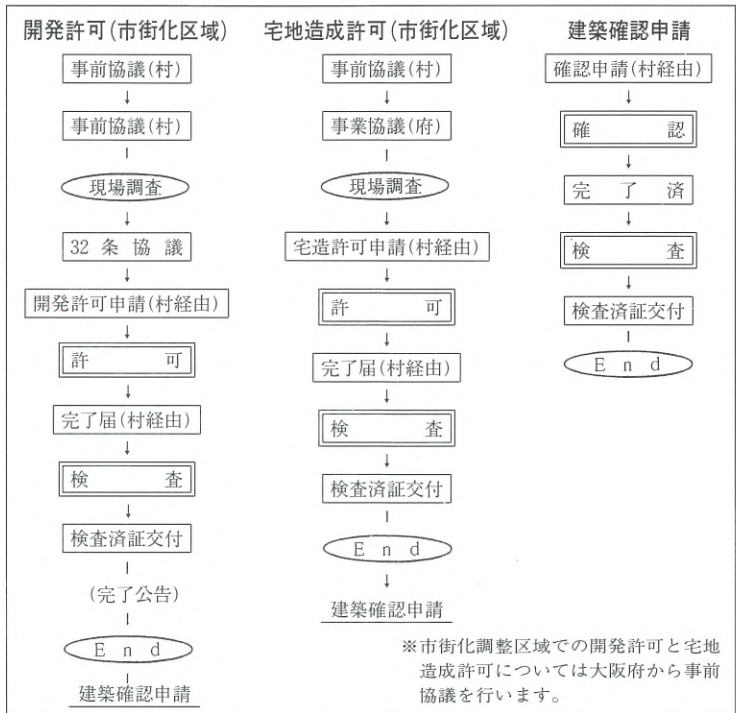 開発許可(市街化区域)
事前協議(村)
事前協議(村)
現場調査
32条協議
開発許可申請(村経由)
許可
完了届(村経由)
検査
検査済証交付
(完了公告)
End
建築確認申請
宅地造成許可(市街化区域)
事前協議(村)
事業協議(府)
現場調査
宅造許可申請(村経由)
許可
完了届(村経由)
検査
検査済証交付
End
建築確認申請
建築確認申請
確認申請(村経由)
確認
完了済
検査
検査済証交付
End
※市街化調整区域での開発許可と宅地
造成許可については大阪府から事前
協議を行います。